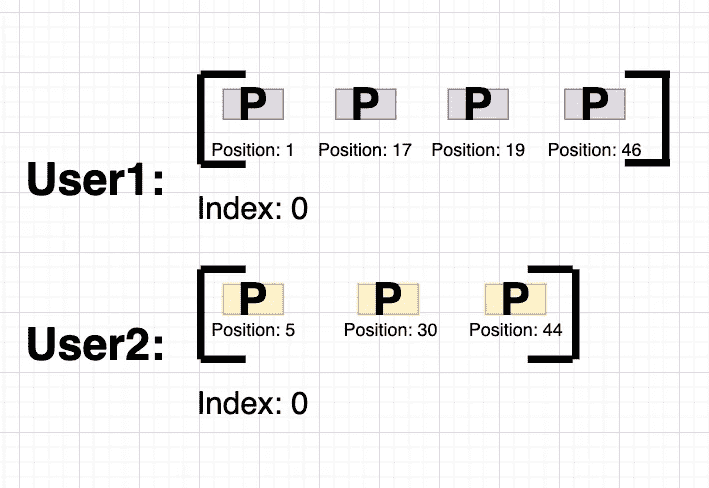 P P P P
Position: 1 Position: 17 Position: 19 Position: 46
User1:
Index: 0
P P P
Position: 5 Position: 30 Position: 44
User2:
Index: 0